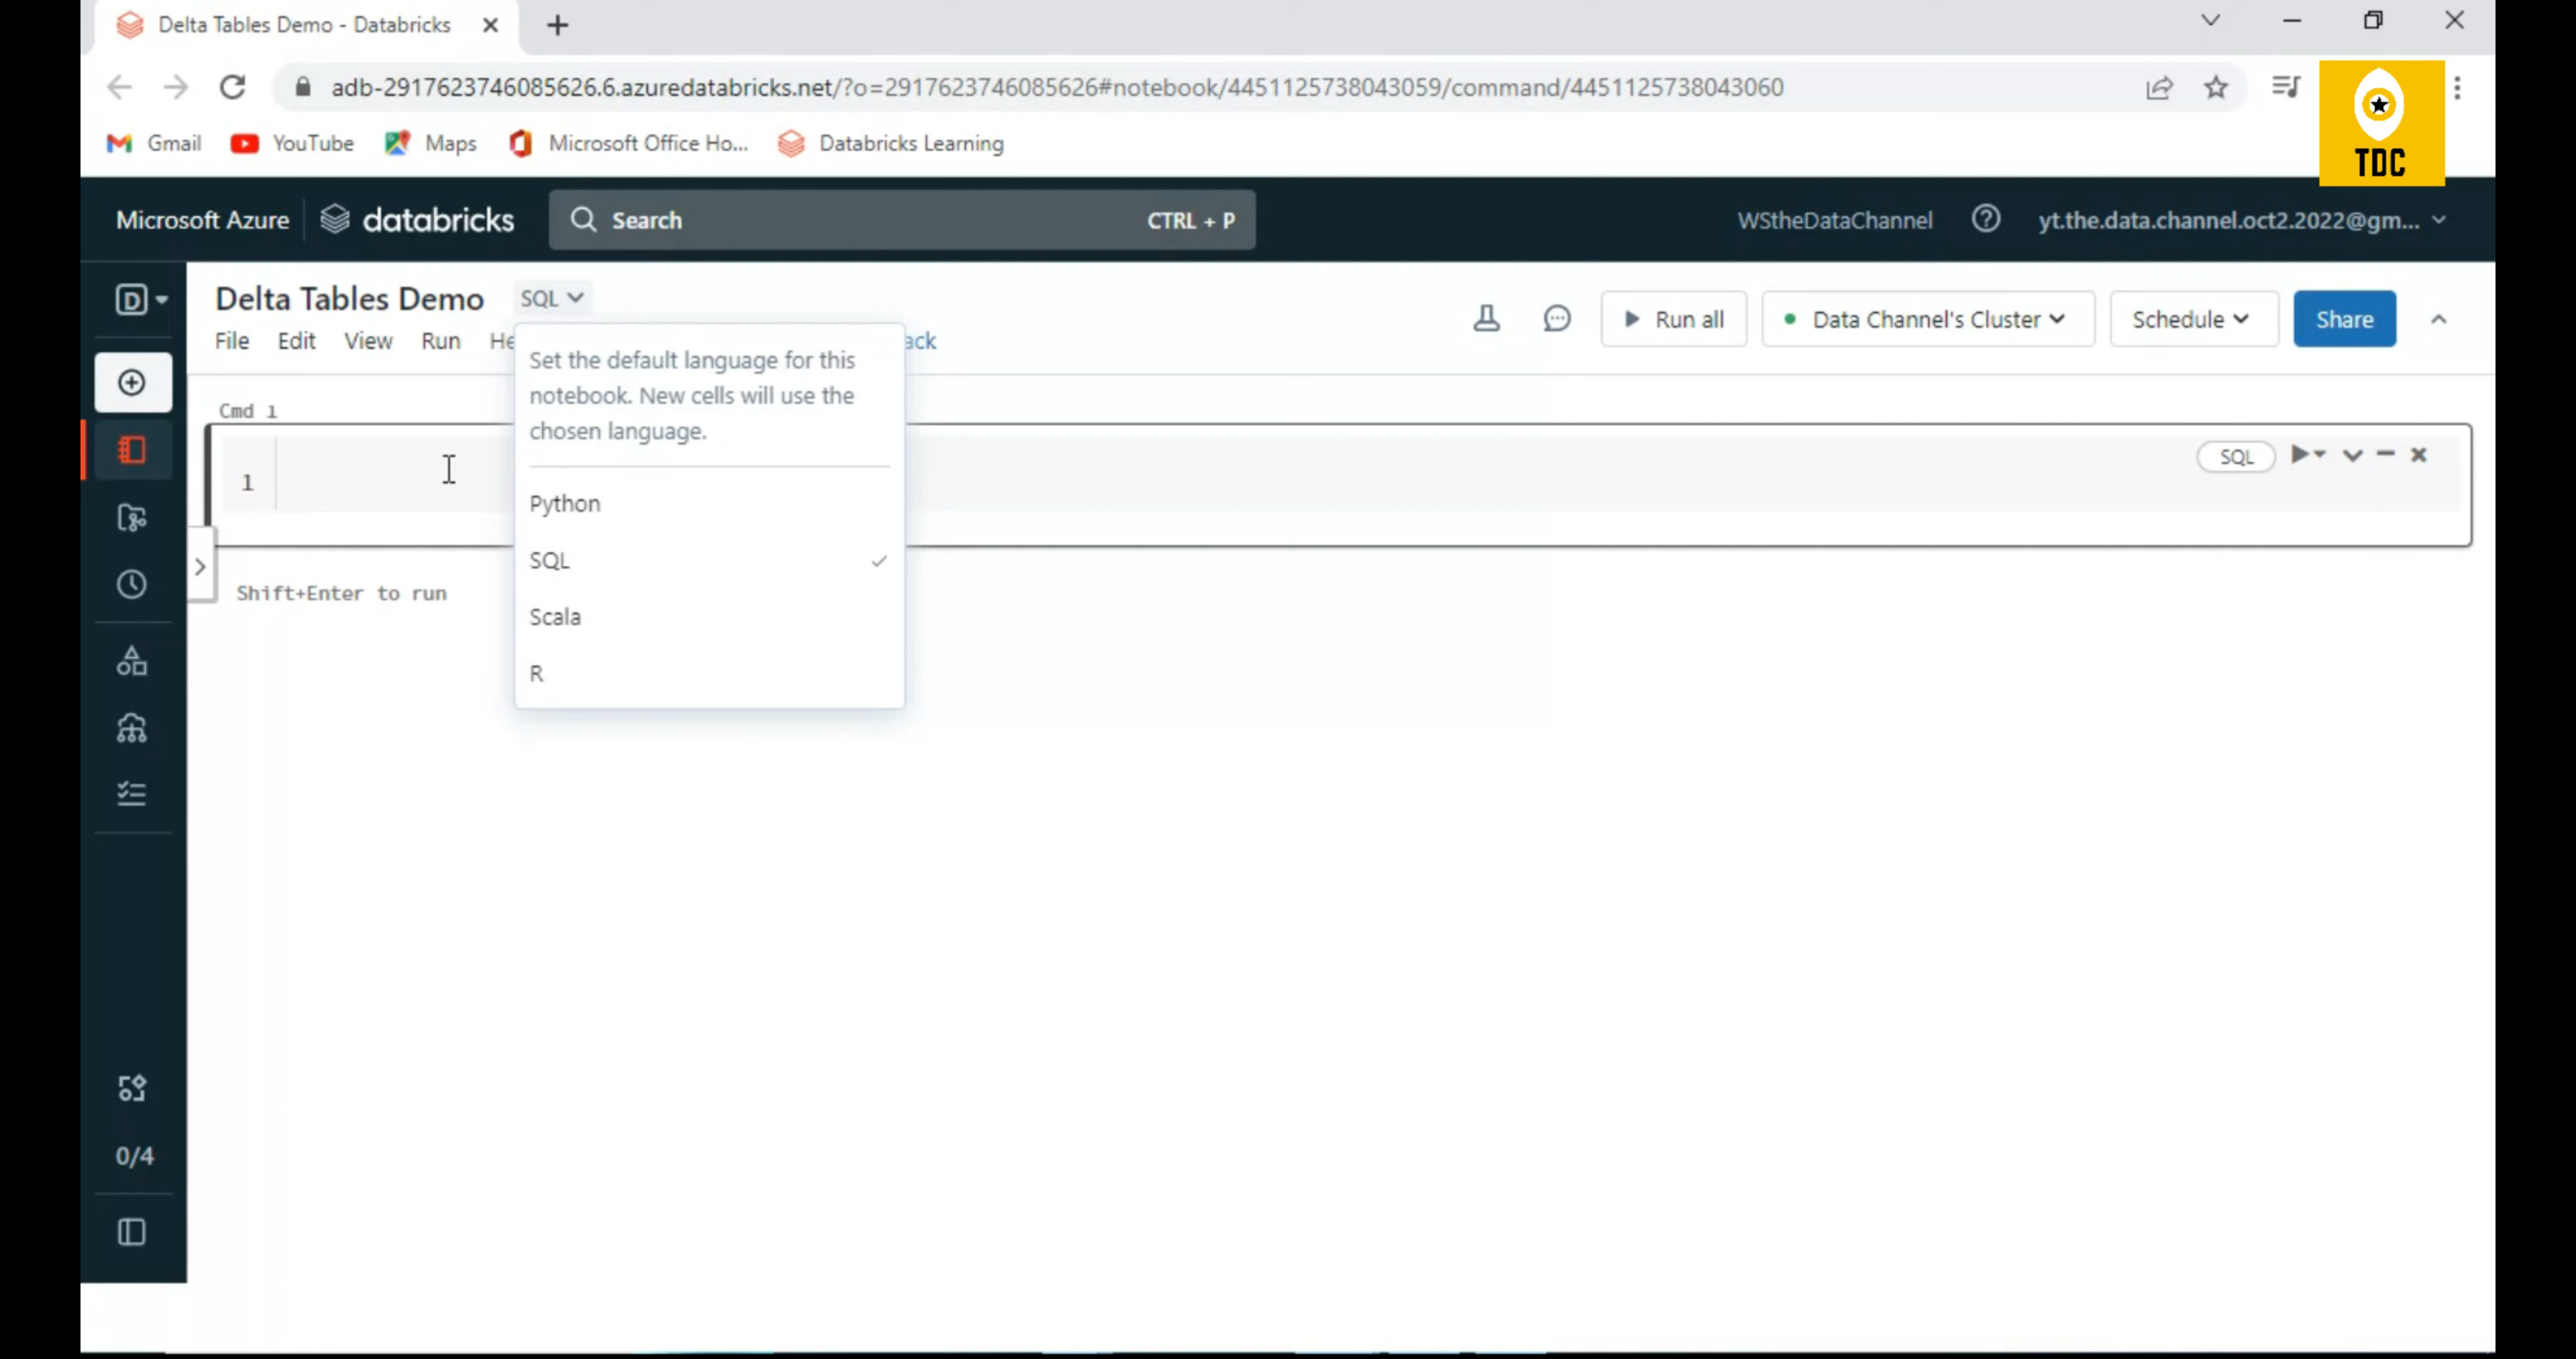 Delta Tables Demo - Databricks
adb-2917623746085626.6.azuredatabricks.net/?o=2917623746085626#notebook/4451125738043059/command/4451125738043060
Gmail YouTube Maps Microsoft Office Ho... Databricks Learning
TDC
Microsoft Azure databricks Search CTRL + P WStheDataChannel yt.the.data.channel.oct2.2022@gm...
D
Delta Tables Demo SQL
Run all Data Channel's Cluster Schedule Share
File Edit View Run He ack
Set the default language for this
notebook. New cells will use the
chosen language.
Cmd 1
1
SQL
Python
SQL
Scala
R
Shift+Enter to run
0/4